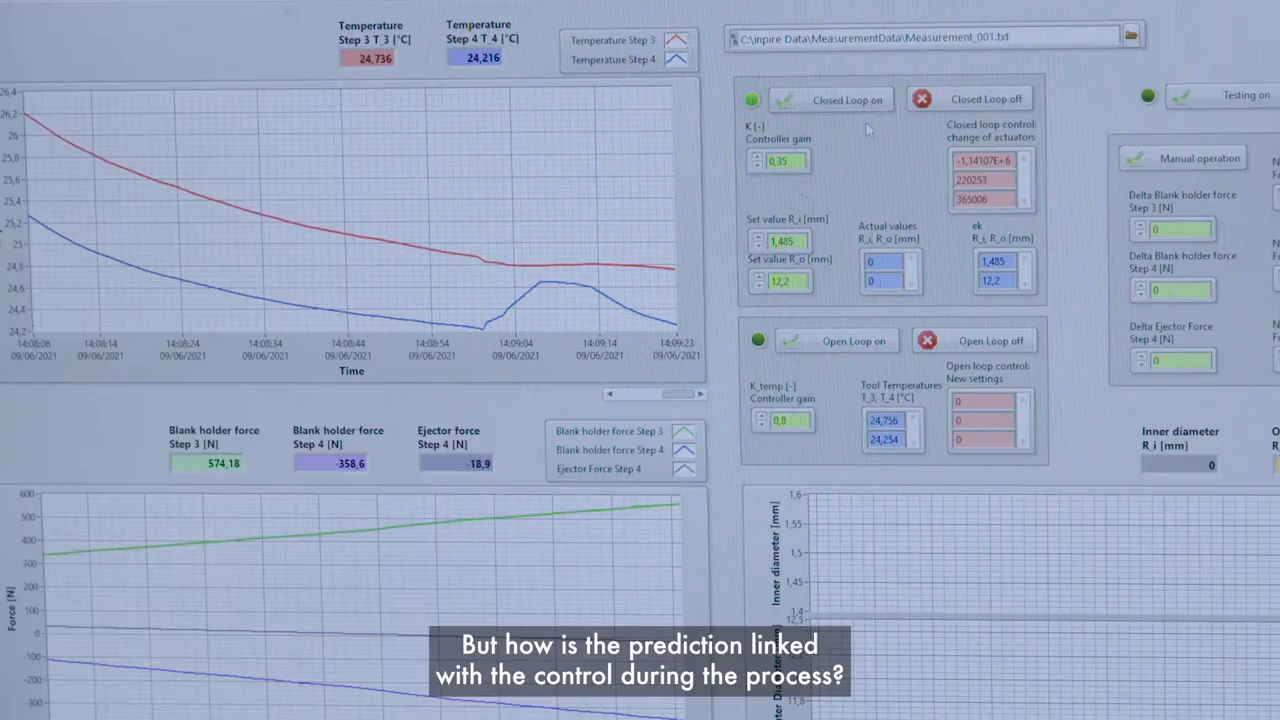 Temperature
Step 3 T_3 [°C]
24,736
Temperature
Step 4 T_4 [°C]
24,216
Temperature Step 3
Temperature Step 4
C:\inpire Data\MeasurementData\Measurement_001.txt
26,4
26,2
26
25,8
25,6
25,4
25,2
25
24,8
24,6
24,4
24,2
14:08:06
09/06/2021
14:08:14
09/06/2021
14:08:24
09/06/2021
14:08:34
09/06/2021
14:08:44
09/06/2021
14:08:54
09/06/2021
14:09:04
09/06/2021
14:09:14
09/06/2021
14:09:23
09/06/2021
Time
Closed Loop on
Closed Loop off
K [-]
Controller gain
0,35
Closed loop control:
change of actuators
-1,14107E+6
220253
365006
Set value R_i [mm]
1,485
Set value R_o [mm]
12,2
Actual values
R_i, R_o [mm]
0
0
ek
R_i, R_o [mm]
1,485
12,2
Testing on
Manual operation
Delta Blank holder force
Step 3 [N]
0
Delta Blank holder force
Step 4 [N]
0
Delta Ejector Force
Step 4 [N]
0
Open Loop on
Open Loop off
K_temp [-]
Controller gain
0,8
Tool Temperatures
T_3, T_4 [°C]
24,756
24,254
Open loop control:
New settings
0
0
0
Blank holder force
Step 3 [N]
574,18
Blank holder force
Step 4 [N]
-358,6
Ejector force
Step 4 [N]
-18,9
Blank holder force Step 3
Blank holder force Step 4
Ejector Force Step 4
Inner diameter
R_i [mm]
0
600
500
400
300
200
100
0
-100
-200
-300
Force [N]
1,6
1,55
1,5
1,45
1,4
Inner diameter [mm]
12,5
11,8
But how is the prediction linked
with the control during the process?